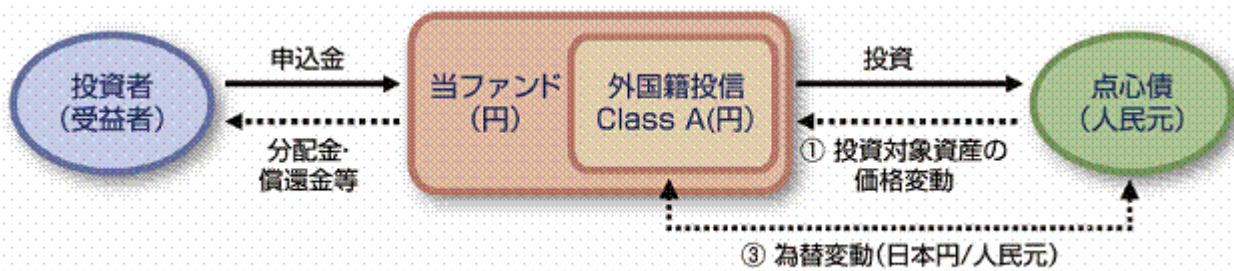 投資者
(受益者)
申込金
分配金・
償還金等
当ファンド
(円)
外国籍投信
Class A(円)
投資
① 投資対象資産の
価格変動
点心債
(人民元)
③ 為替変動(日本円/人民元)